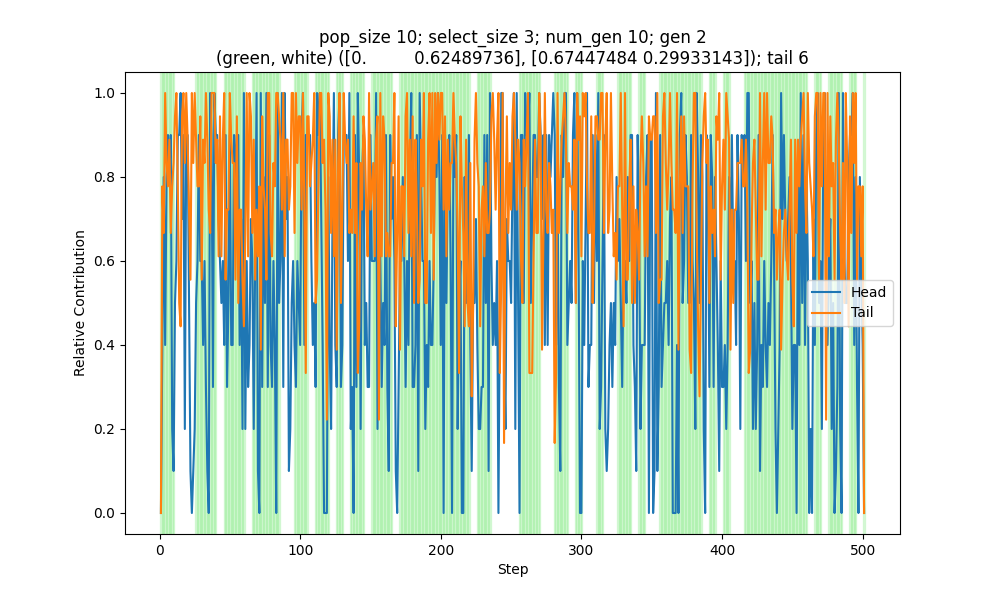 pop_size 10; select_size 3; num_gen 10; gen 2
(green, white) ([0.         0.62489736], [0.67447484 0.29933143]); tail 6
1.0
0.8
0.6
0.4
0.2
0.0
Relative Contribution
Head
Tail
0
100
200
300
400
500
Step